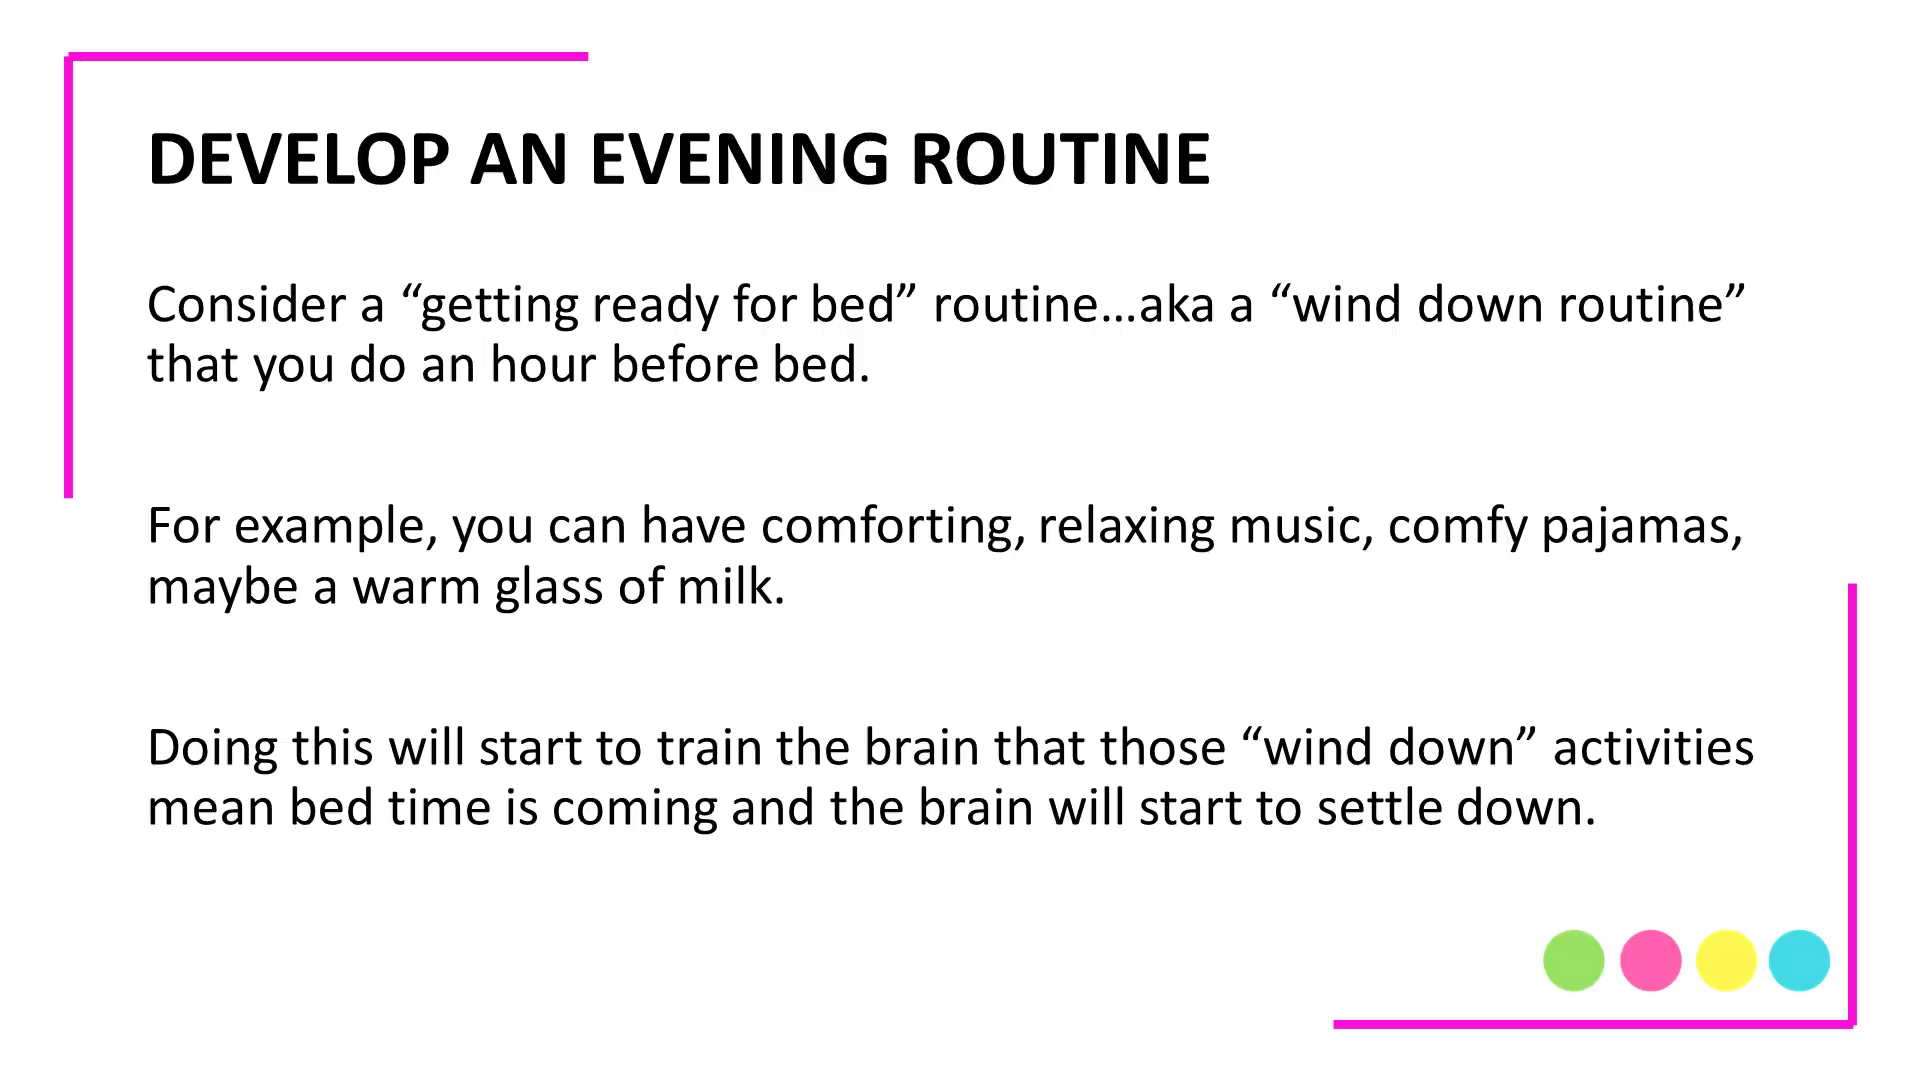 DEVELOP AN EVENING ROUTINE
Consider a “getting ready for bed” routine…aka a “wind down routine”
that you do an hour before bed.
For example, you can have comforting, relaxing music, comfy pajamas,
maybe a warm glass of milk.
Doing this will start to train the brain that those “wind down” activities
mean bed time is coming and the brain will start to settle down.